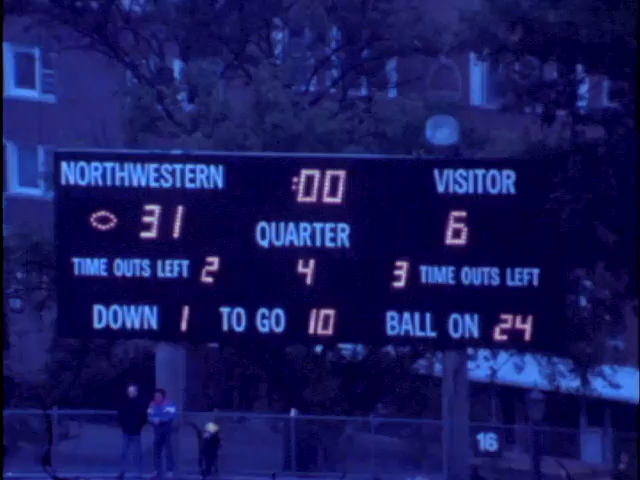 NORTHWESTERN :00 VISITOR
31 QUARTER 6
TIME OUTS LEFT 2 4 3 TIME OUTS LEFT
DOWN 1 TO GO 10 BALL ON 24
16